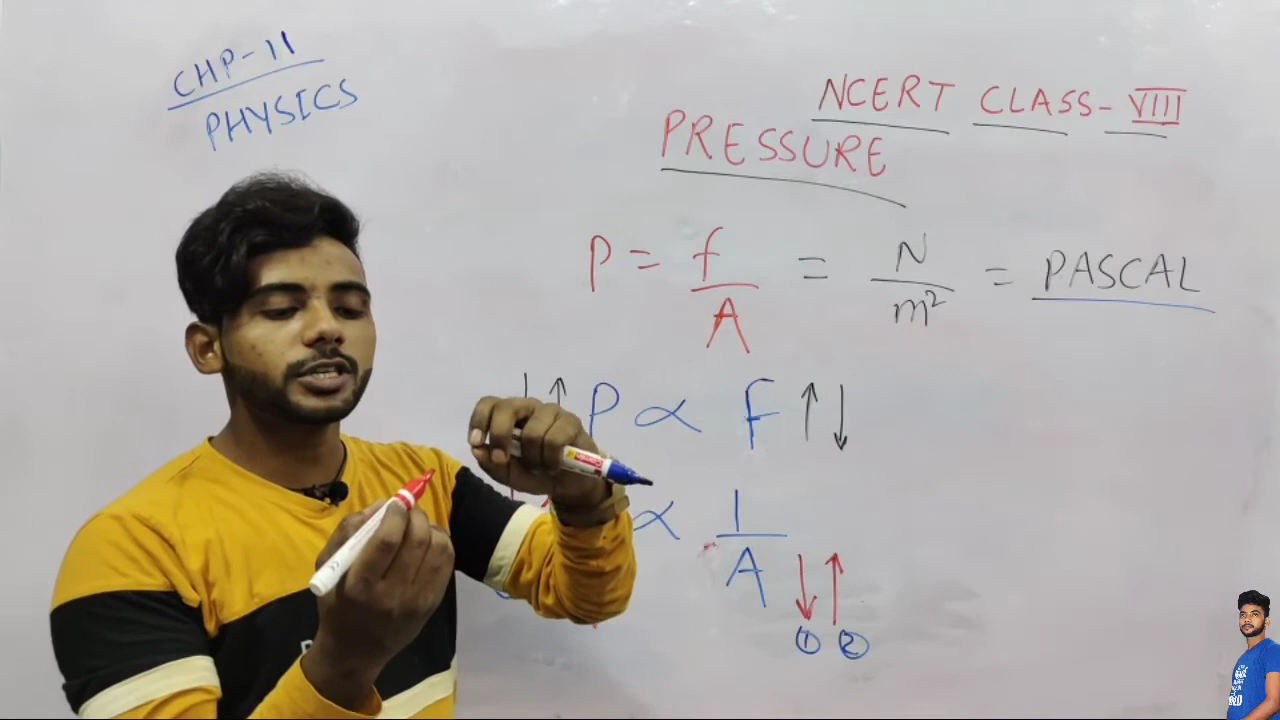 CHP-11
PHYSICS
NCERT CLASS-VIII
PRESSURE
P = f/A = N/m² = PASCAL
↓↑ P ∝ F ↑↓
∝ 1/A ↓↑
① ②